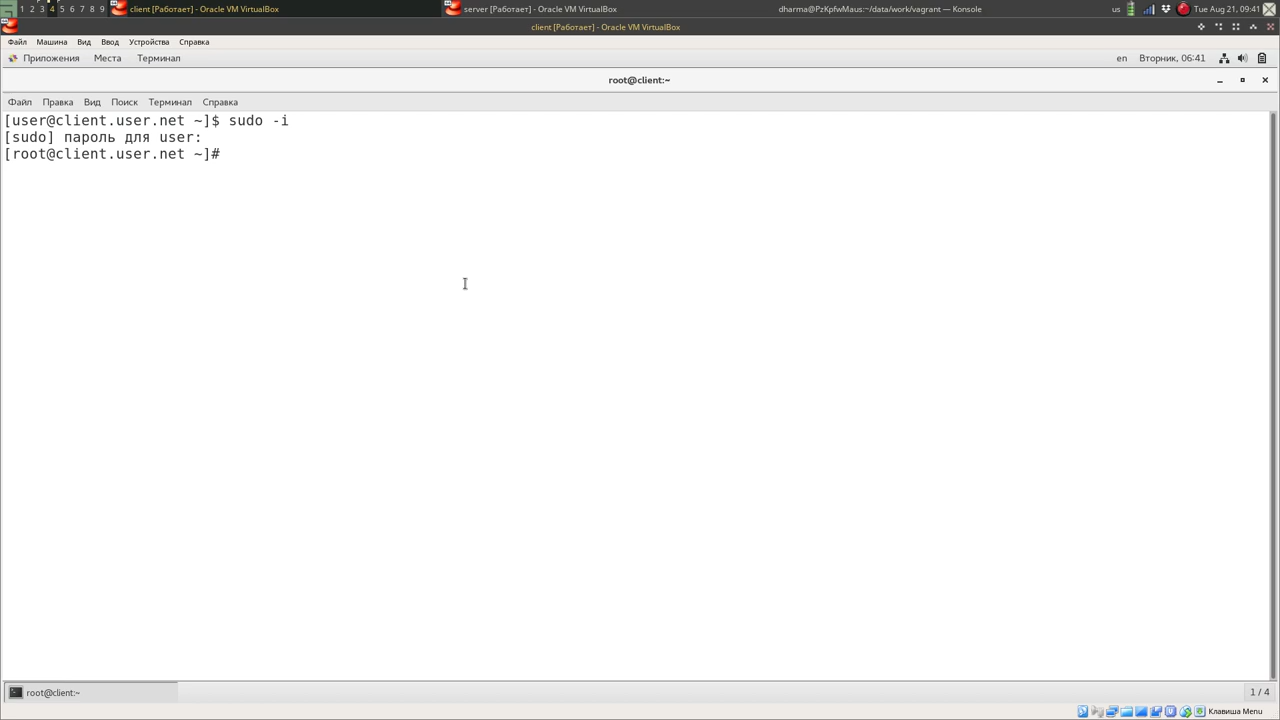 1 2 3 4 5 6 7 8 9 client [Работает] - Oracle VM VirtualBox server [Работает] - Oracle VM VirtualBox dharma@PzKpfwMaus:~/data/work/vagrant — Konsole us Tue Aug 21, 09:41
client [Работает] - Oracle VM VirtualBox
Файл Машина Вид Ввод Устройства Справка
Приложения Места Терминал en Вторник, 06:41
root@client:~
Файл Правка Вид Поиск Терминал Справка
[user@client.user.net ~]$ sudo -i
[sudo] пароль для user:
[root@client.user.net ~]#
root@client:~ 1 / 4
Клавиша Menu